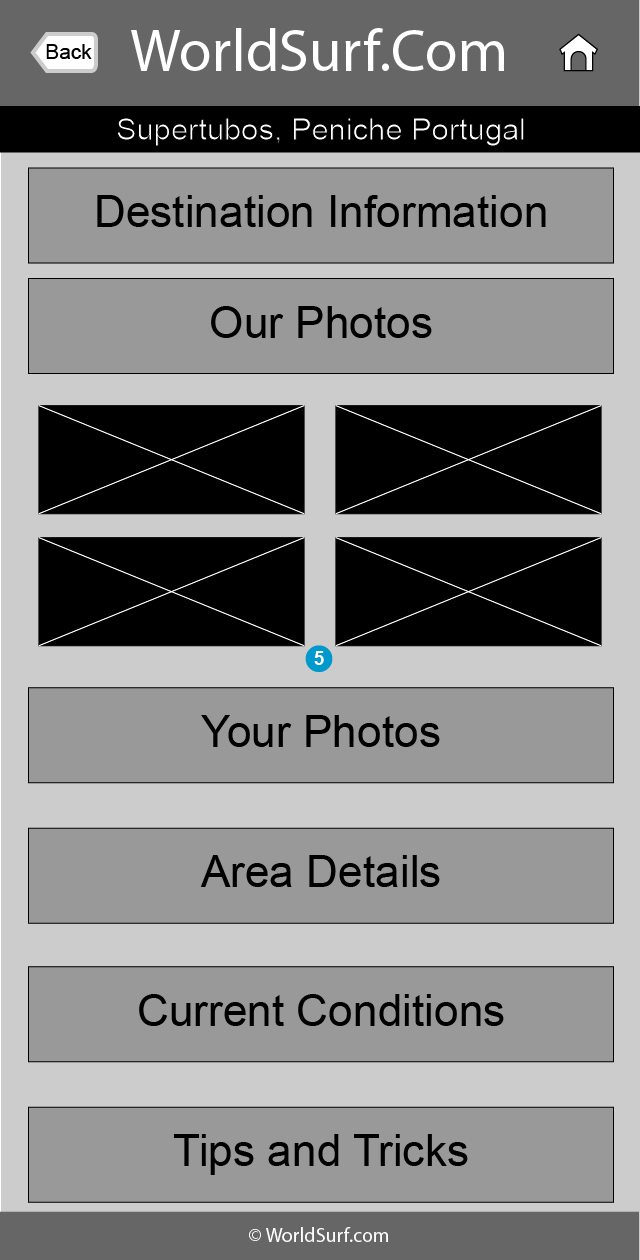 Back
WorldSurf.Com
Supertubos, Peniche Portugal
Destination Information
Our Photos
5
Your Photos
Area Details
Current Conditions
Tips and Tricks
© WorldSurf.com